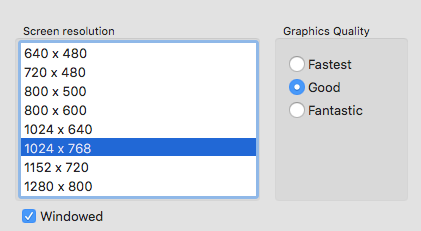 Screen resolution
640 x 480
720 x 480
800 x 500
800 x 600
1024 x 640
1024 x 768
1152 x 720
1280 x 800
Windowed
Graphics Quality
Fastest
Good
Fantastic